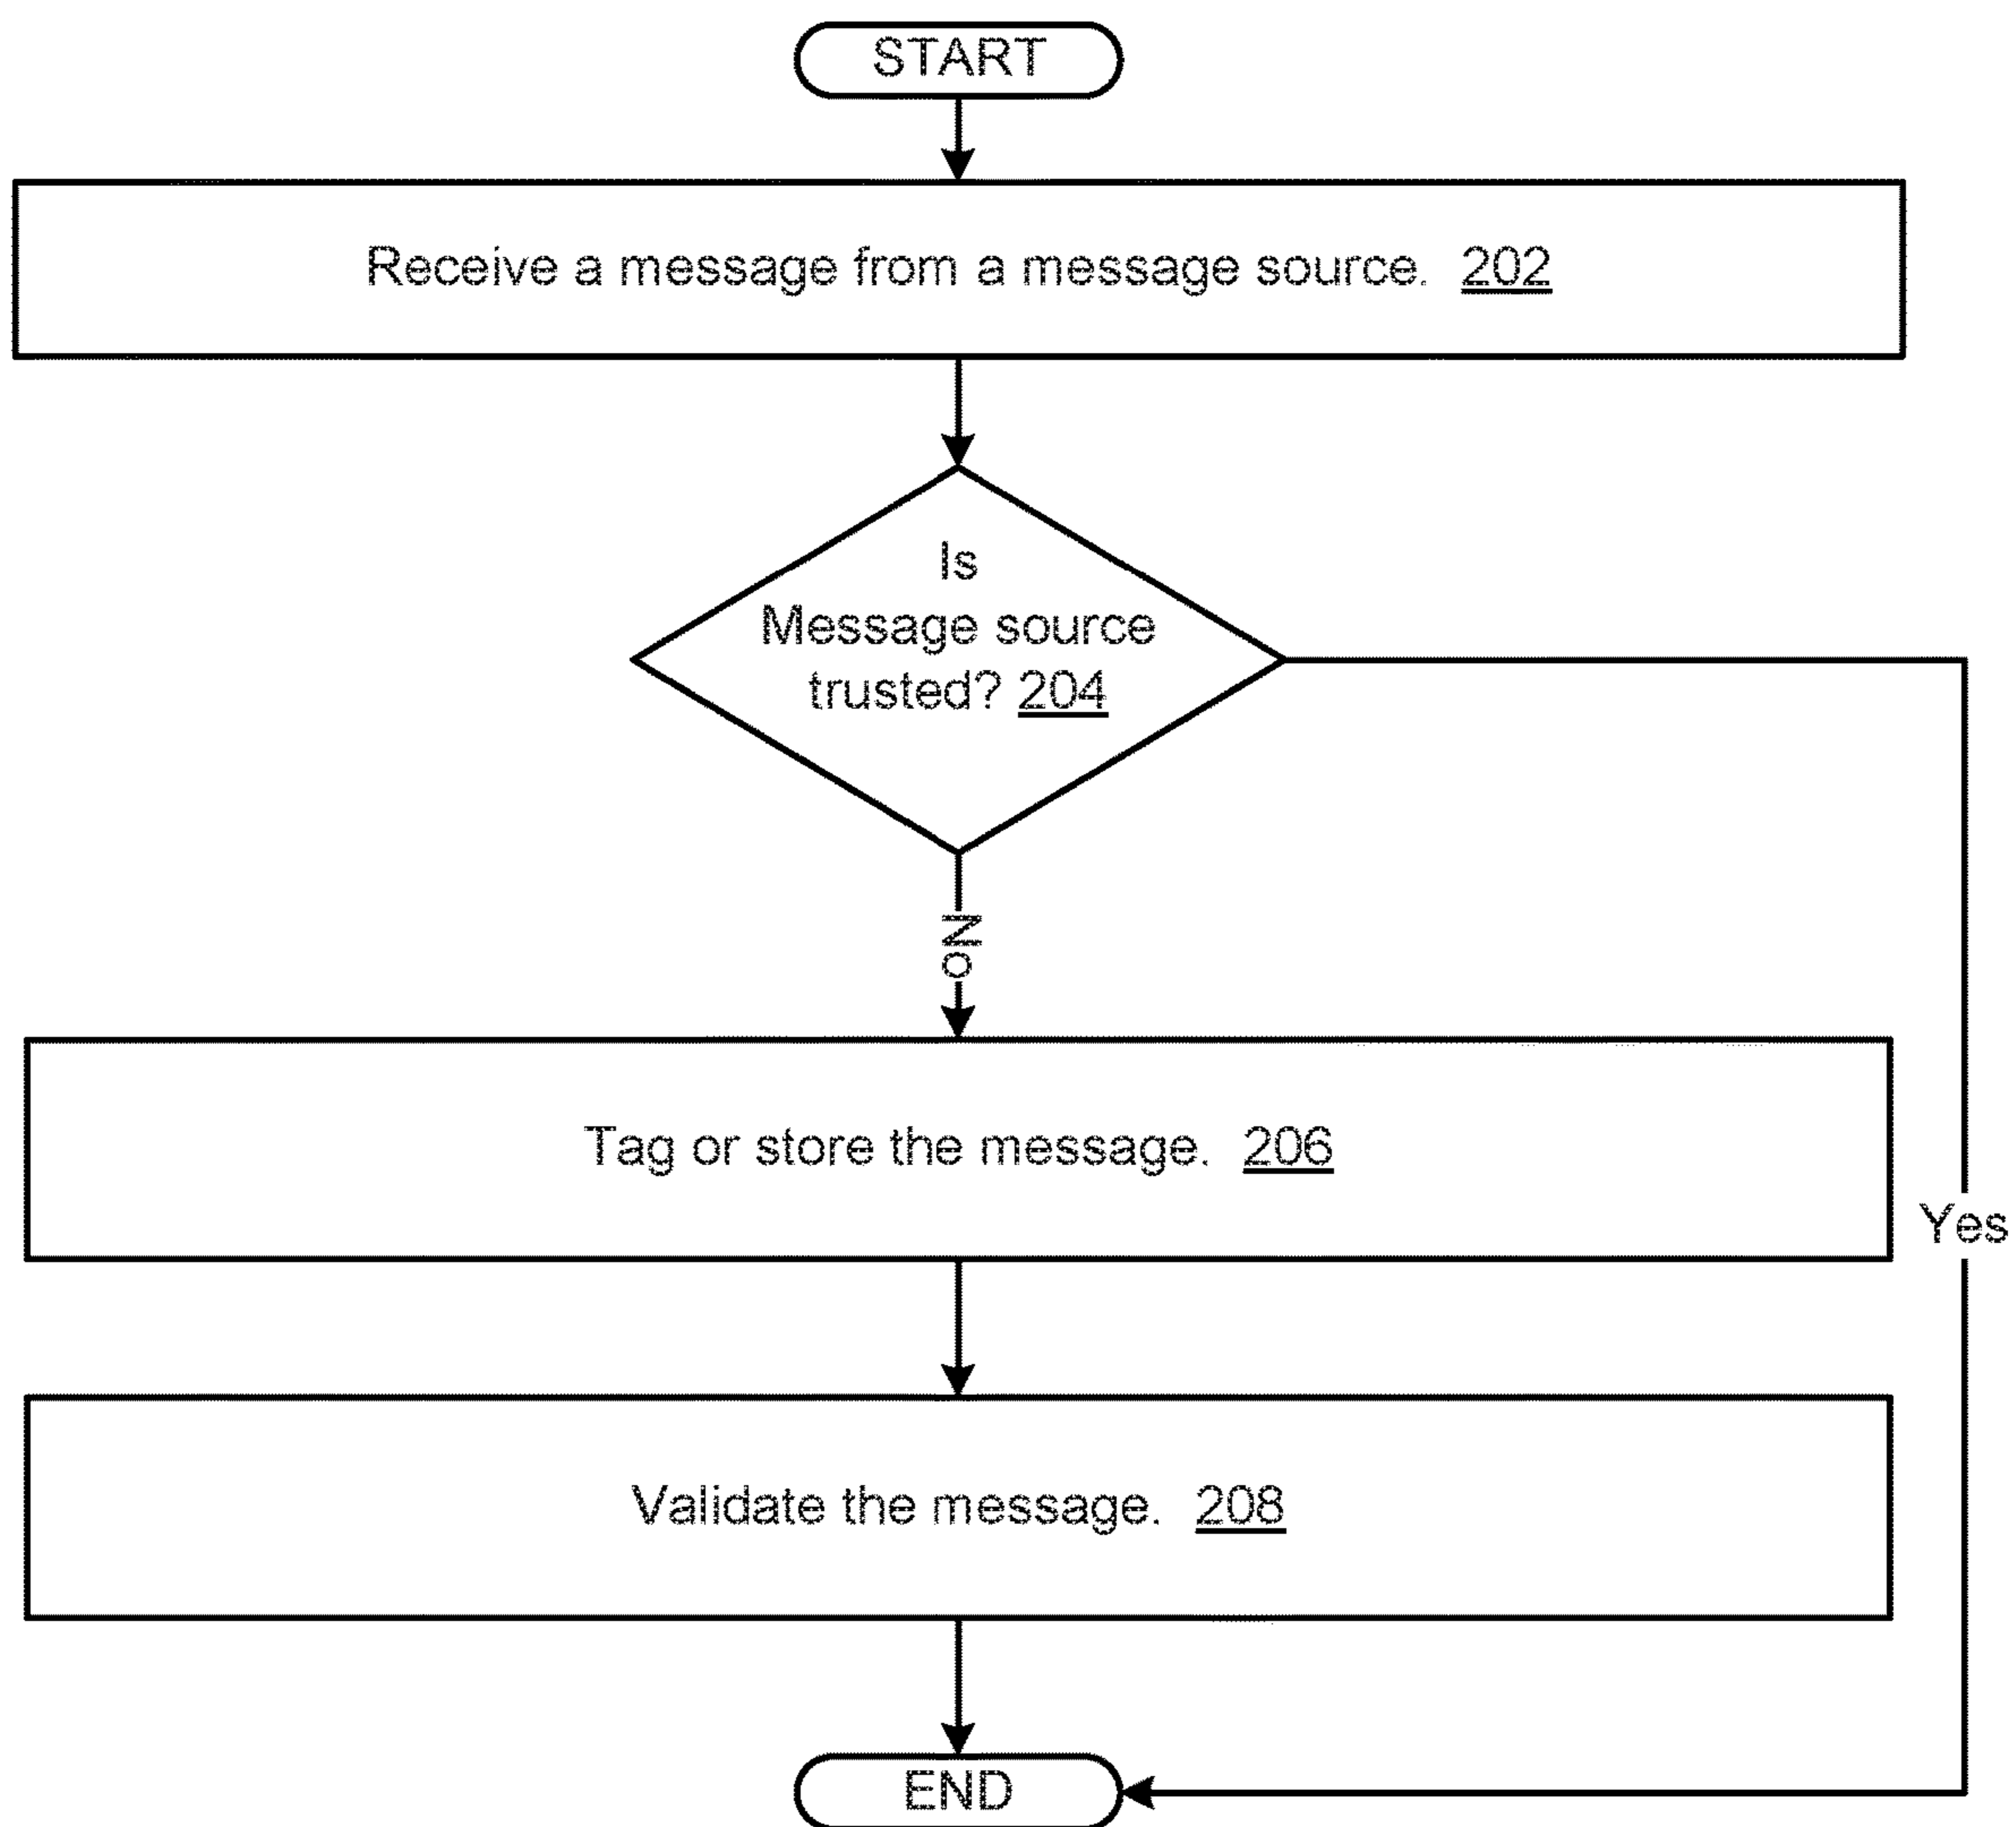 START
Receive a message from a message source. 202
Is
Message source
trusted? 204
No
Tag or store the message. 206
Yes
Validate the message. 208
END